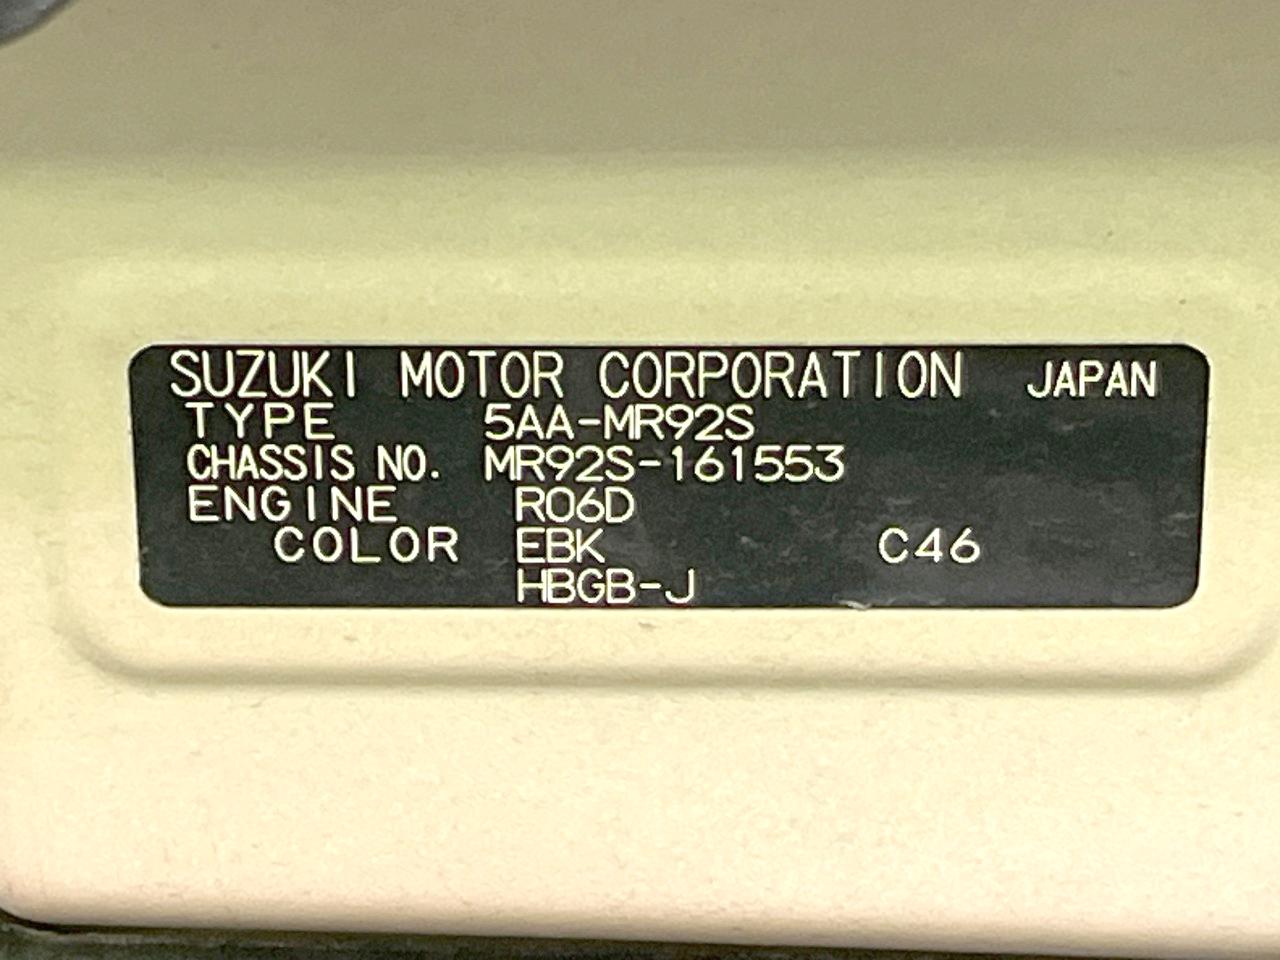 SUZUKI MOTOR CORPORATION JAPAN
TYPE 5AA-MR92S
CHASSIS NO. MR92S-161553
ENGINE R06D
COLOR EBK C46
HBGB-J